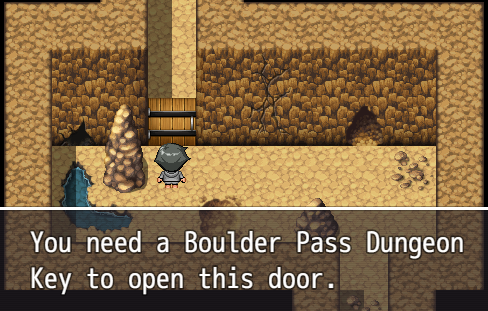 You need a Boulder Pass Dungeon
Key to open this door.